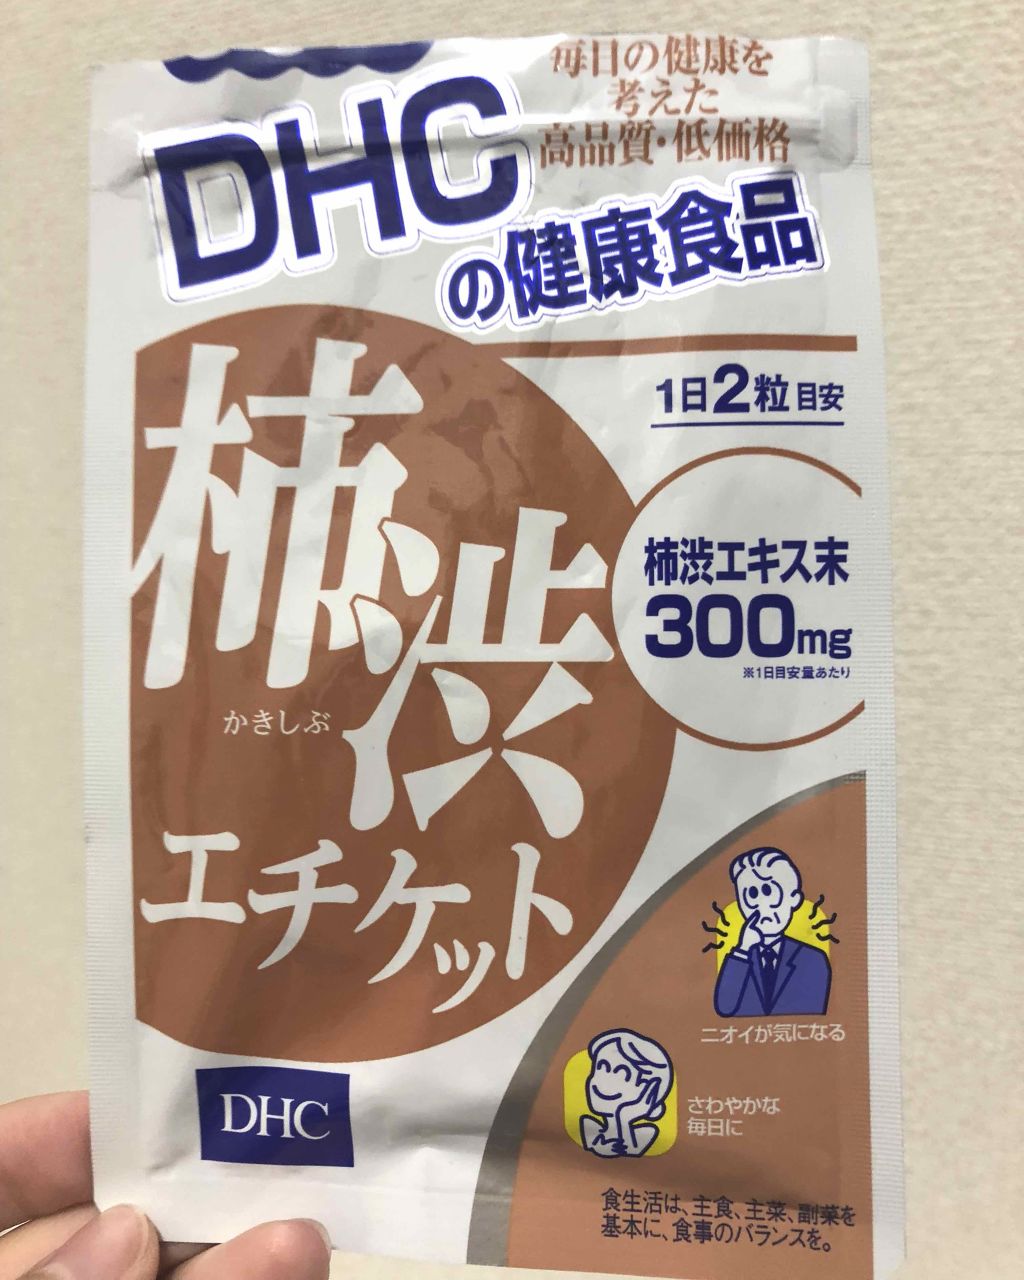 毎日の健康を
考えた
高品質・低価格
DHC
の健康食品
1日2粒目安
柿渋
かきしぶ
エチケット
柿渋エキス末
300mg
※1日目安量あたり
ニオイが気になる
さわやかな
毎日に
DHC
食生活は、主食、主菜、副菜を
基本に、食事のバランスを。